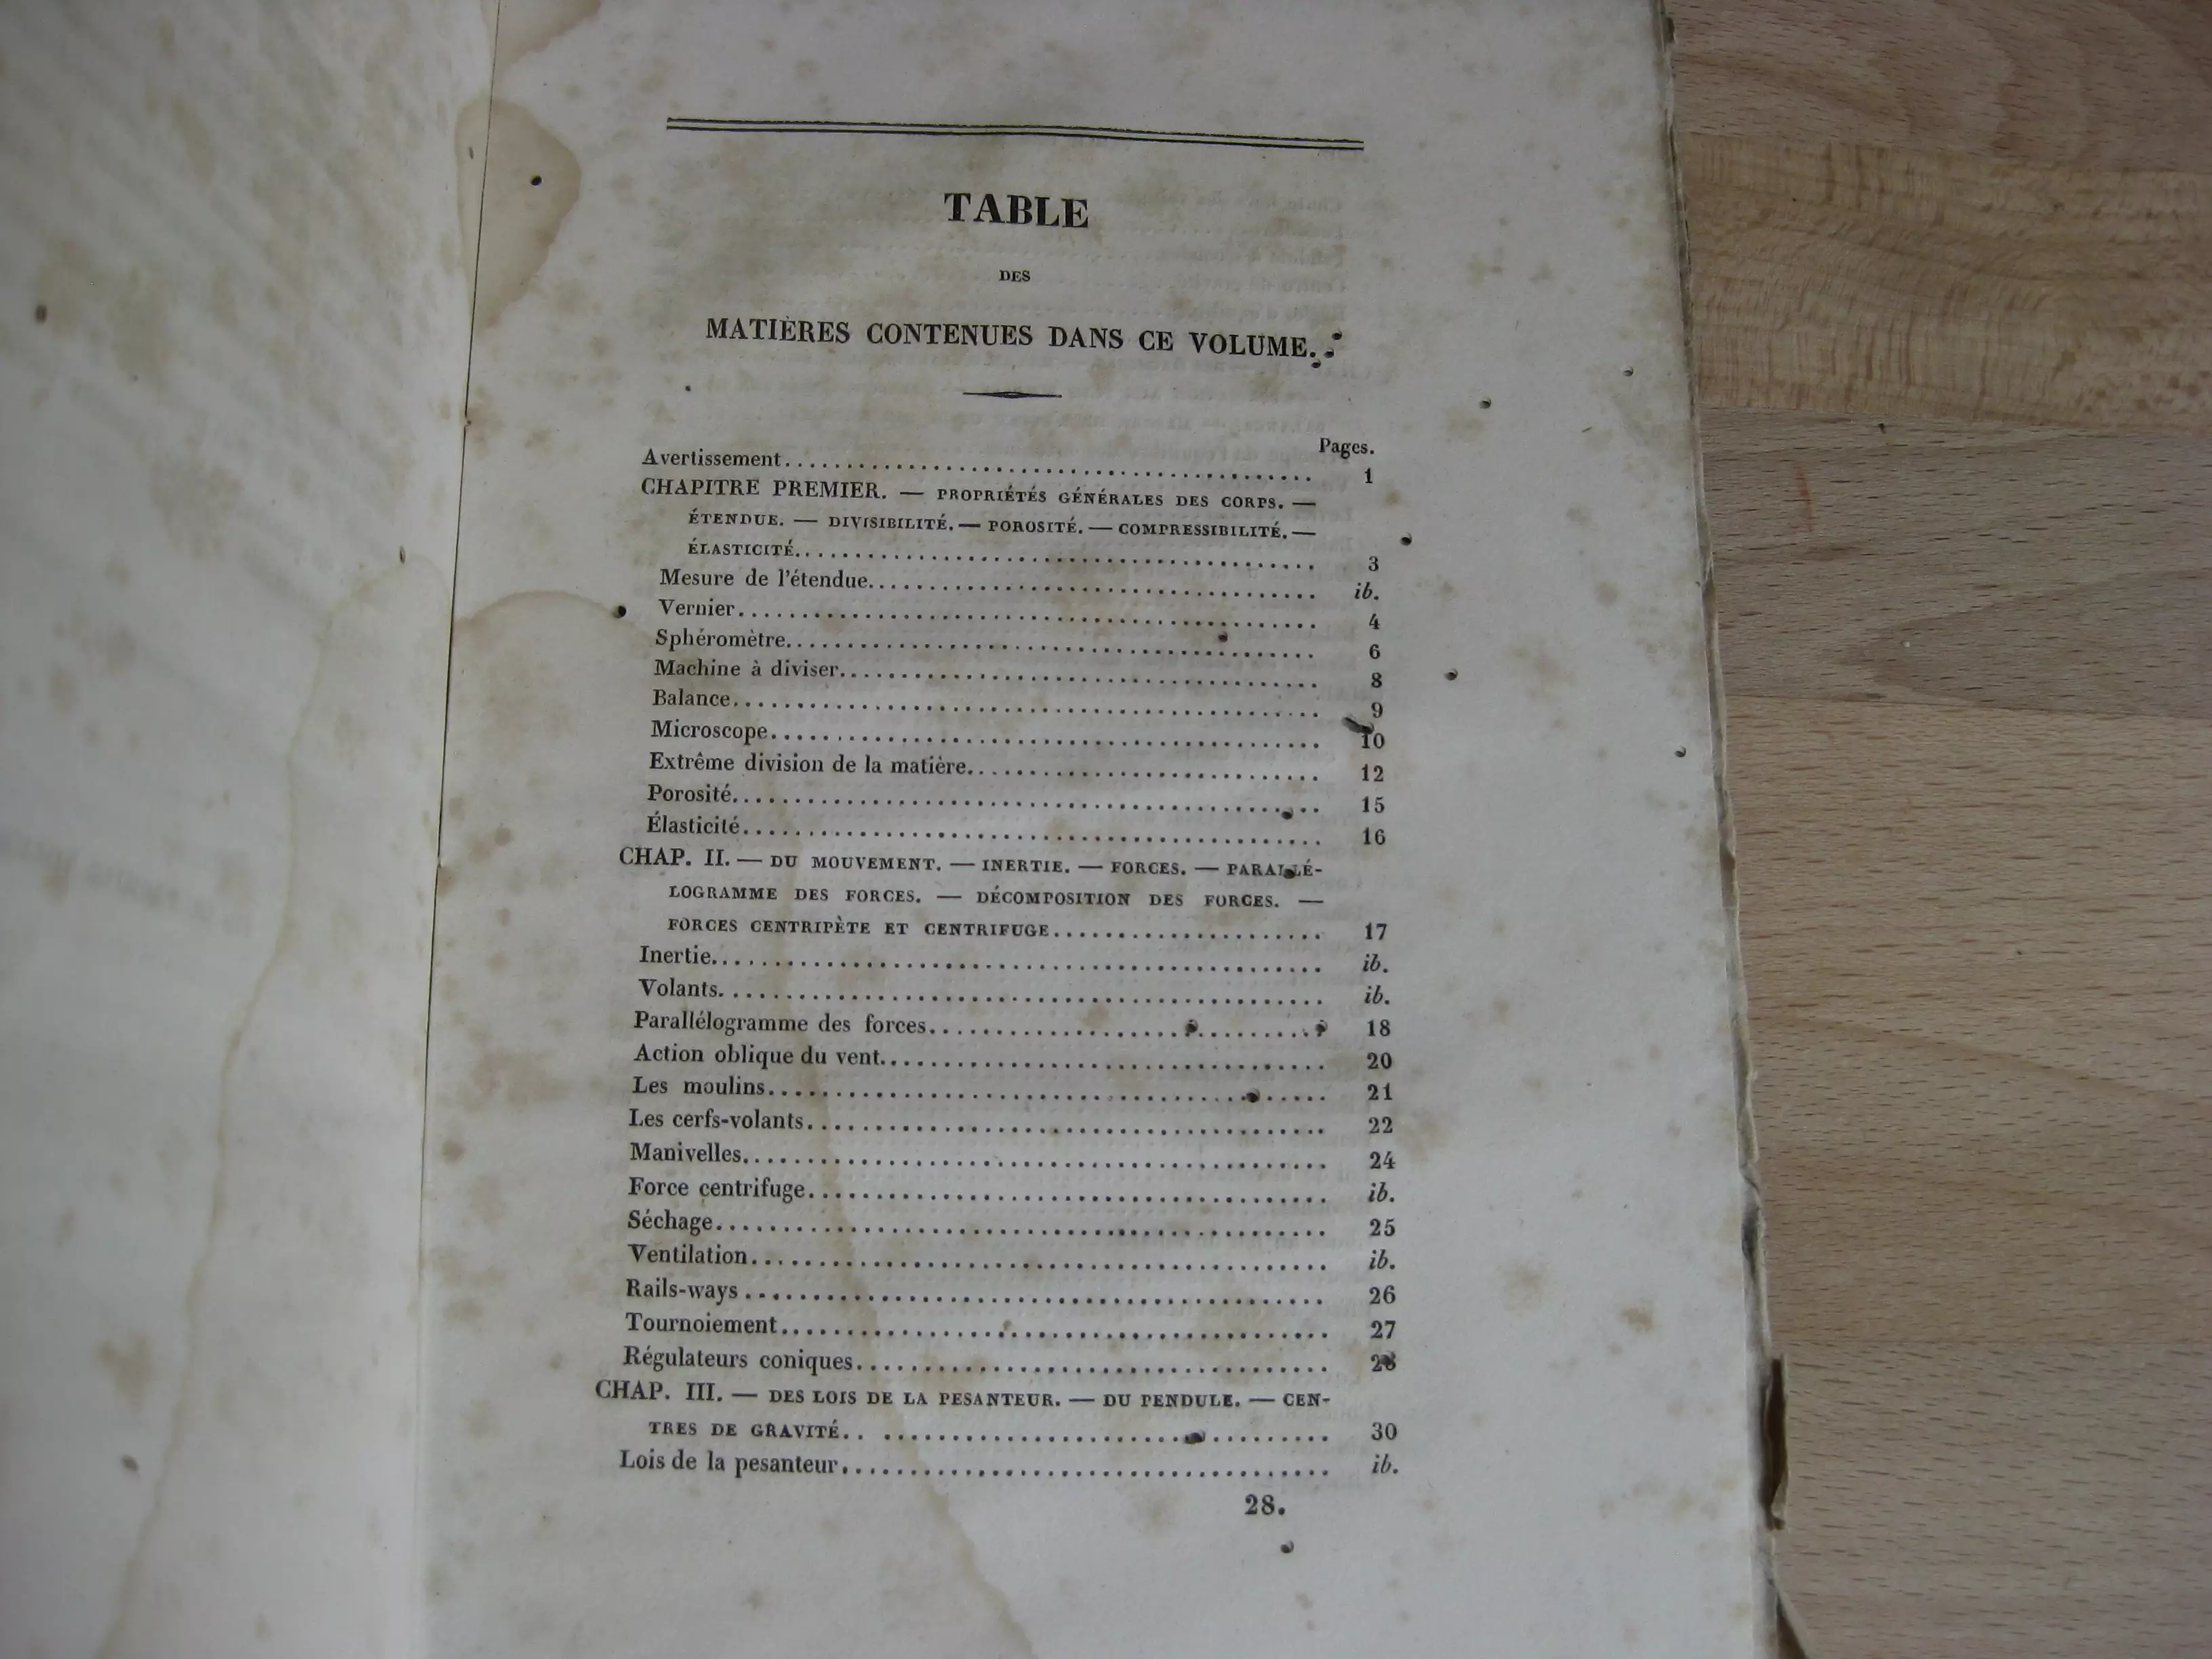 TABLE
DES
MATIÈRES CONTENUES DANS CE VOLUME.
Pages.
Avertissement........................................ 1
CHAPITRE PREMIER. — PROPRIÉTÉS GÉNÉRALES DES CORPS. —
ÉTENDUE. — DIVISIBILITÉ. — POROSITÉ. — COMPRESSIBILITÉ. —
ÉLASTICITÉ........................................ 3
Mesure de l'étendue.................................. ib.
Vernier............................................. 4
Sphéromètre......................................... 6
Machine à diviser.................................... 8
Balance............................................. 9
Microscope.......................................... 10
Extrême division de la matière........................... 12
Porosité............................................ 15
Élasticité........................................... 16
CHAP. II. — DU MOUVEMENT. — INERTIE. — FORCES. — PARALLÉ-
LOGRAMME DES FORCES. — DÉCOMPOSITION DES FORCES. —
FORCES CENTRIPÈTE ET CENTRIFUGE..................... 17
Inertie.............................................. ib.
Volants............................................. ib.
Parallélogramme des forces.............................. 18
Action oblique du vent.................................. 20
Les moulins.......................................... 21
Les cerfs-volants....................................... 22
Manivelles........................................... 24
Force centrifuge....................................... ib.
Séchage............................................. 25
Ventilation........................................... ib.
Rails-ways........................................... 26
Tournoiement........................................ 27
Régulateurs coniques................................... 28
CHAP. III. — DES LOIS DE LA PESANTEUR. — DU PENDULE. — CEN-
TRES DE GRAVITÉ.. ................................. 30
Lois de la pesanteur.................................... ib.
28.